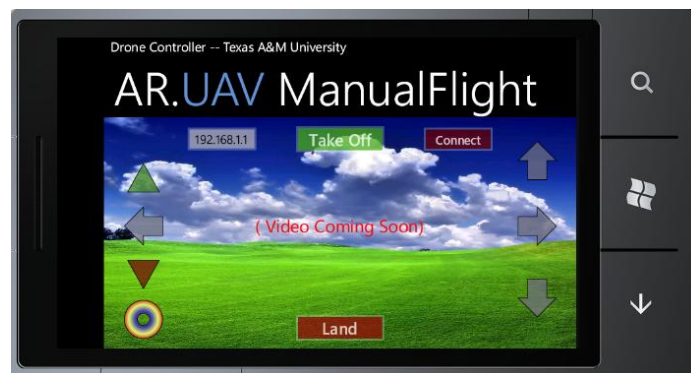 Drone Controller -- Texas A&M University
AR.UAV ManualFlight
192.168.1.1
Take Off
Connect
( Video Coming Soon)
Land